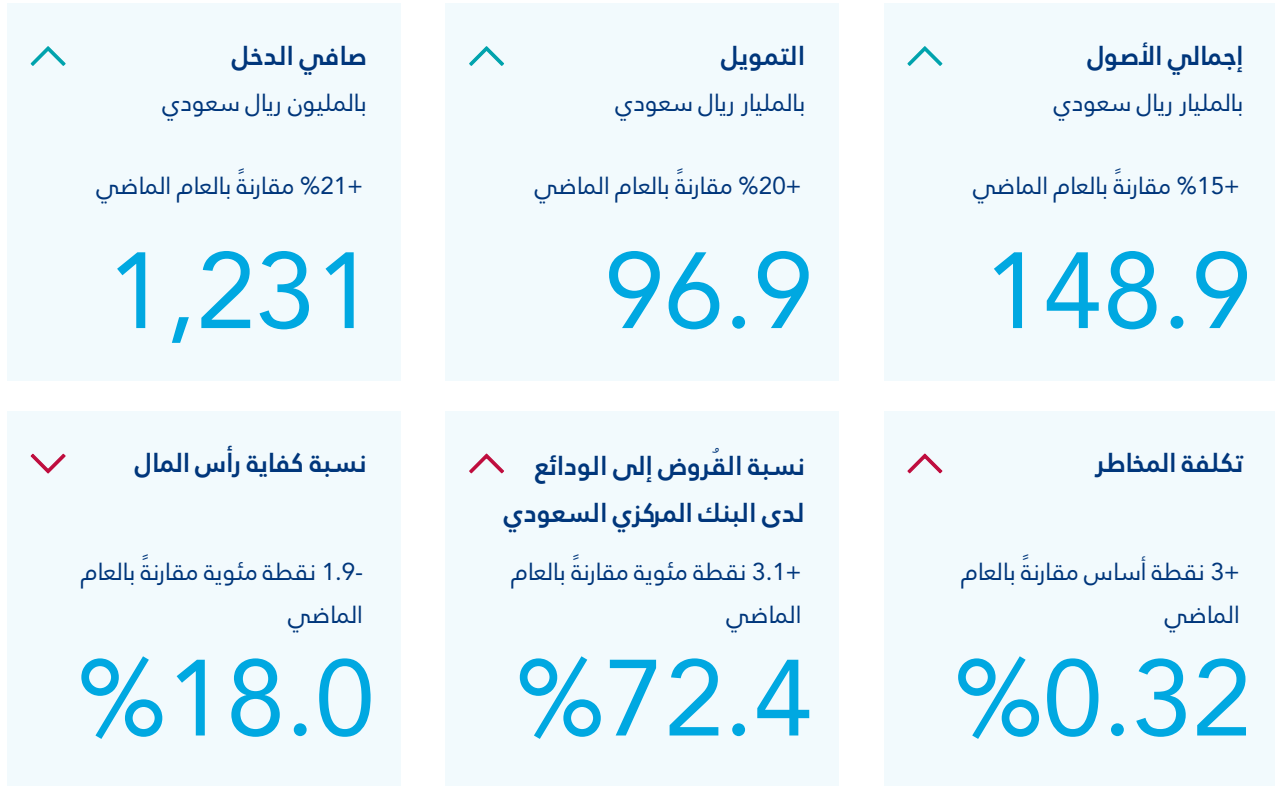 إجمالي الأصول
بالمليار ريال سعودي
+15% مقارنةً بالعام الماضي
148.9
التمويل
بالمليار ريال سعودي
+20% مقارنةً بالعام الماضي
96.9
صافي الدخل
بالمليون ريال سعودي
+21% مقارنةً بالعام الماضي
1,231
تكلفة المخاطر
+3 نقطة أساس مقارنةً بالعام
الماضي
%0.32
نسبة القُروض إلى الودائع
لدى البنك المركزي السعودي
+3.1 نقطة مئوية مقارنةً بالعام
الماضي
%72.4
نسبة كفاية رأس المال
-1.9 نقطة مئوية مقارنةً بالعام
الماضي
%18.0